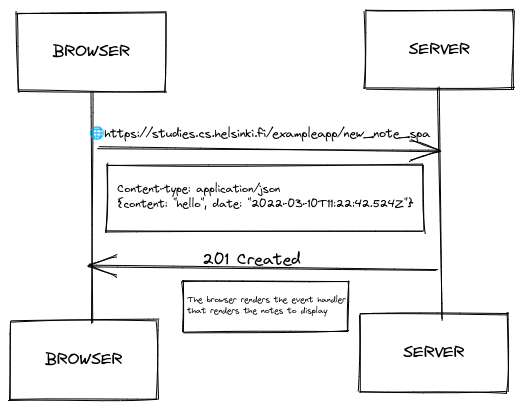 BROWSER
SERVER
https://studies.cs.helsinki.fi/exampleapp/new_note_spa
Content-type: application/json
{content: "hello", date: "2022-03-10T11:22:42.524Z"}
201 Created
The browser renders the event handler
that renders the notes to display
BROWSER
SERVER